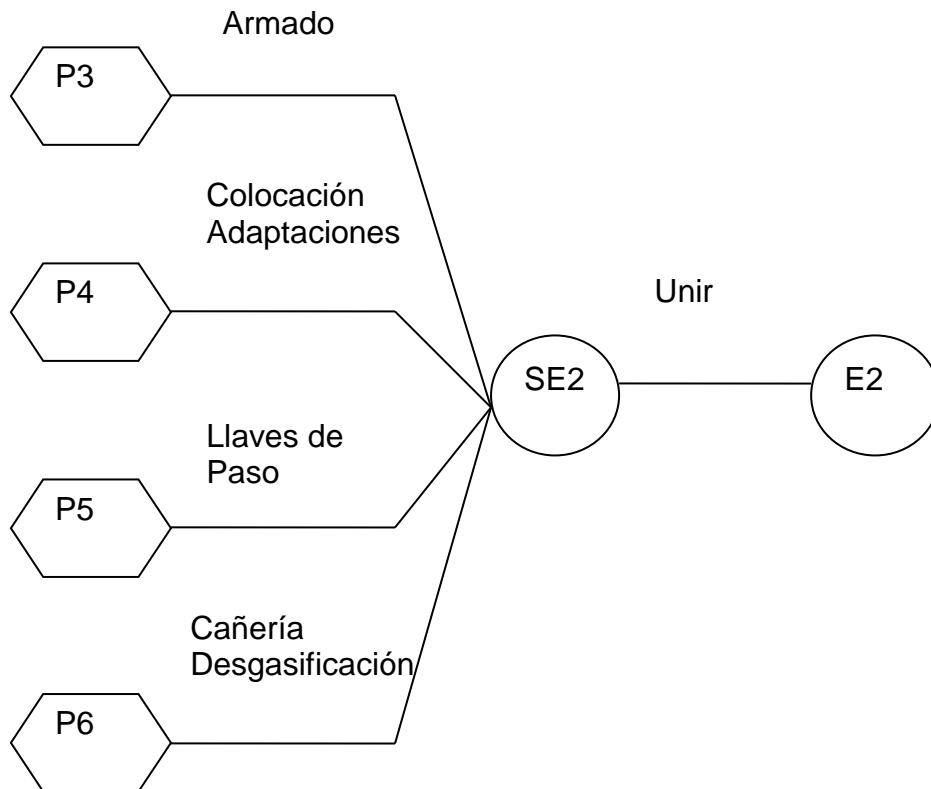 Armado
P3
Colocación
Adaptaciones
P4
Unir
SE2
E2
Llaves de
Paso
P5
Cañería
Desgasificación
P6